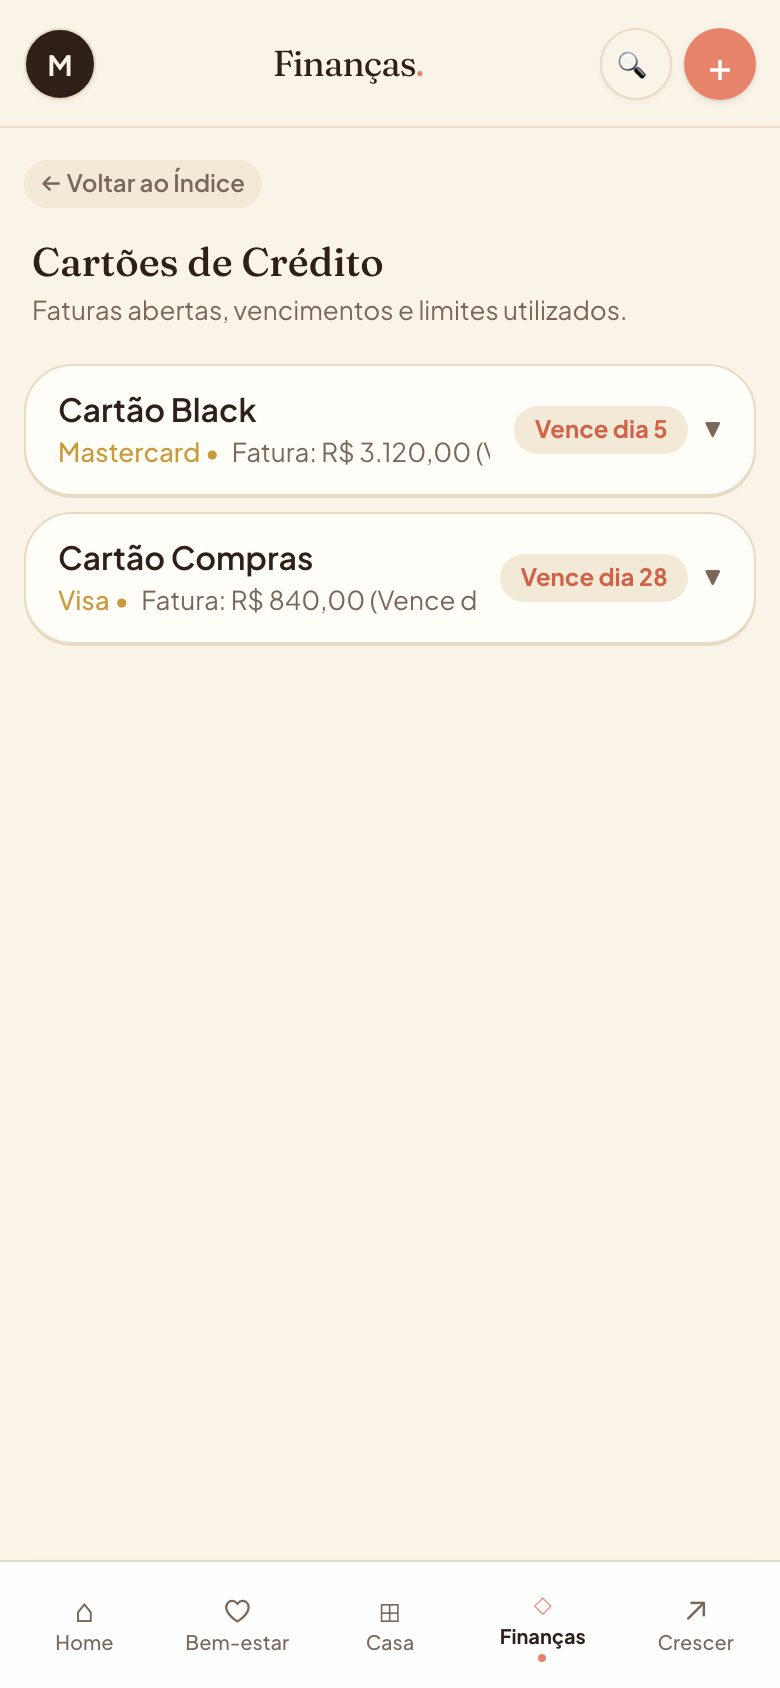 M
Finanças.
+
← Voltar ao Índice
Cartões de Crédito
Faturas abertas, vencimentos e limites utilizados.
Cartão Black
Mastercard • Fatura: R$ 3.120,00 (
Vence dia 5 ▼
Cartão Compras
Visa • Fatura: R$ 840,00 (Vence d
Vence dia 28 ▼
Home
Bem-estar
Casa
Finanças
Crescer